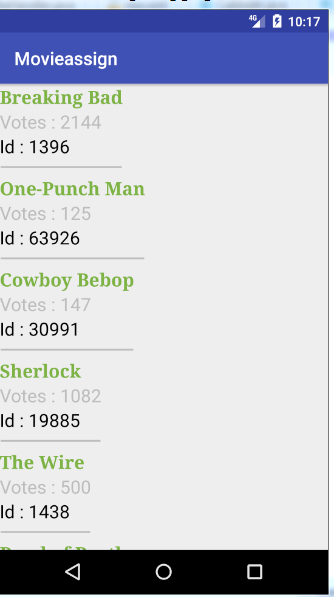 4G 10:17
Movieassign
Breaking Bad
Votes : 2144
Id : 1396
One-Punch Man
Votes : 125
Id : 63926
Cowboy Bebop
Votes : 147
Id : 30991
Sherlock
Votes : 1082
Id : 19885
The Wire
Votes : 500
Id : 1438